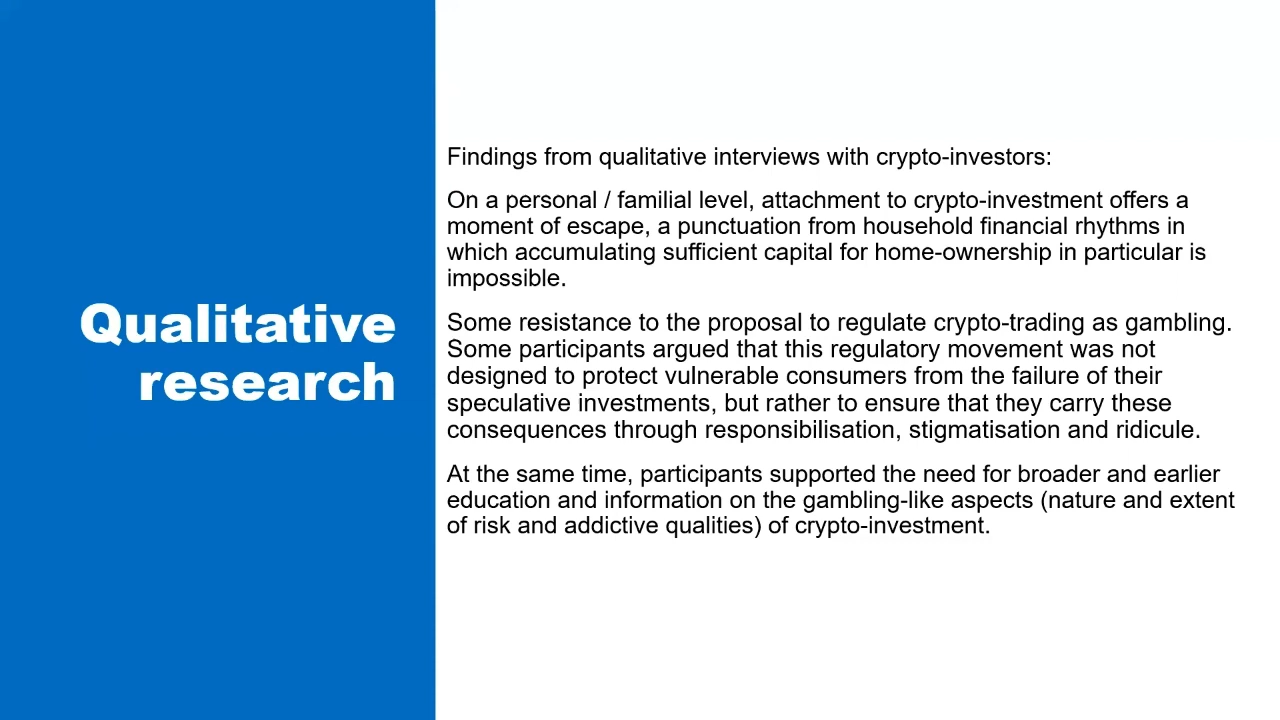 Qualitative
research
Findings from qualitative interviews with crypto-investors:
On a personal / familial level, attachment to crypto-investment offers a
moment of escape, a punctuation from household financial rhythms in
which accumulating sufficient capital for home-ownership in particular is
impossible.
Some resistance to the proposal to regulate crypto-trading as gambling.
Some participants argued that this regulatory movement was not
designed to protect vulnerable consumers from the failure of their
speculative investments, but rather to ensure that they carry these
consequences through responsibilisation, stigmatisation and ridicule.
At the same time, participants supported the need for broader and earlier
education and information on the gambling-like aspects (nature and extent
of risk and addictive qualities) of crypto-investment.